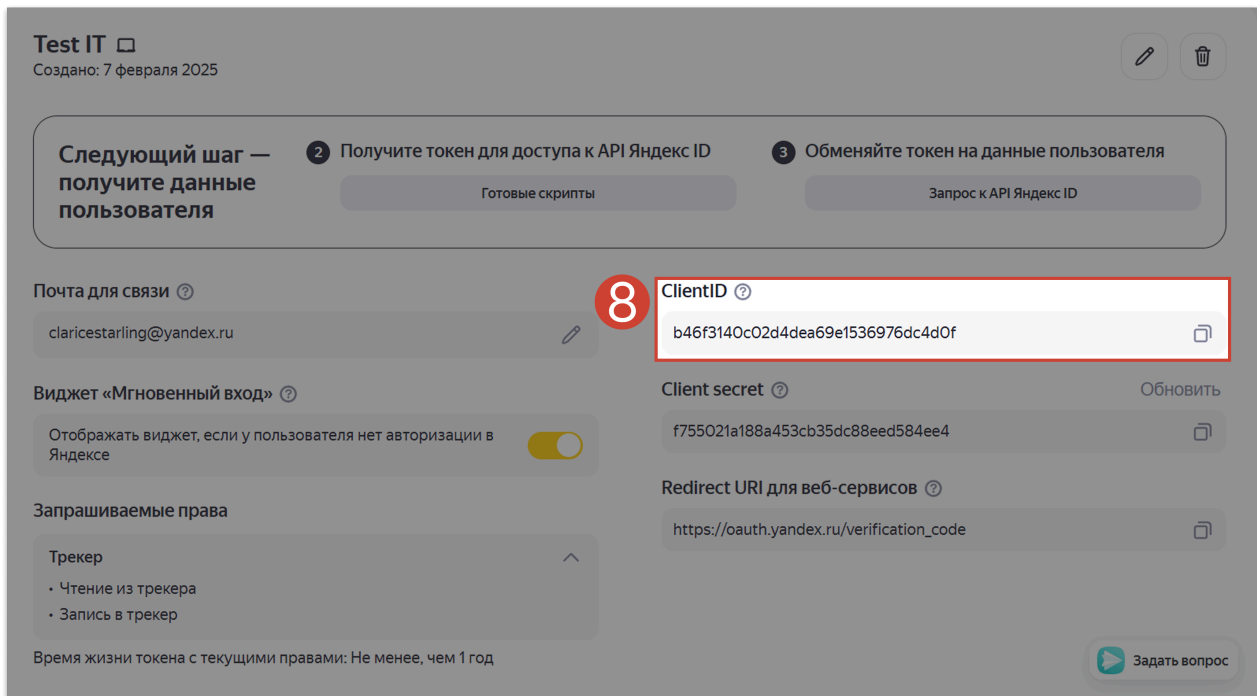 Test IT
Создано: 7 февраля 2025
Следующий шаг —
получите данные
пользователя
2 Получите токен для доступа к API Яндекс ID
Готовые скрипты
3 Обменяйте токен на данные пользователя
Запрос к API Яндекс ID
Почта для связи
claricestarling@yandex.ru
Виджет «Мгновенный вход»
Отображать виджет, если у пользователя нет авторизации в
Яндексе
Запрашиваемые права
Трекер
• Чтение из трекера
• Запись в трекер
Время жизни токена с текущими правами: Не менее, чем 1 год
8
ClientID
b46f3140c02d4dea69e1536976dc4d0f
Client secret
Обновить
f755021a188a453cb35dc88eed584ee4
Redirect URI для веб-сервисов
https://oauth.yandex.ru/verification_code
Задать вопрос